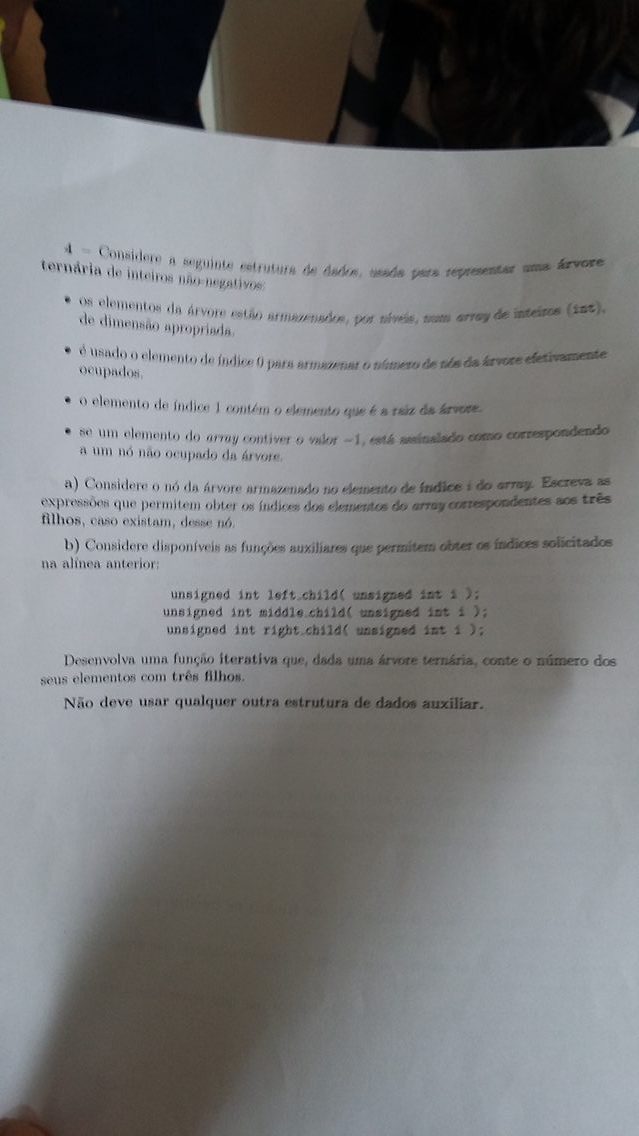 4 – Considere a seguinte estrutura de dados, usada para representar uma árvore
ternária de inteiros não-negativos:
• os elementos da árvore estão armazenados, por níveis, num array de inteiros (int),
de dimensão apropriada.
• é usado o elemento de índice 0 para armazenar o número de nós da árvore efetivamente
ocupados.
• o elemento de índice 1 contém o elemento que é a raiz da árvore.
• se um elemento do array contiver o valor −1, está assinalado como correspondendo
a um nó não ocupado da árvore.
a) Considere o nó da árvore armazenado no elemento de índice i do array. Escreva as
expressões que permitem obter os índices dos elementos do array correspondentes aos três
filhos, caso existam, desse nó.
b) Considere disponíveis as funções auxiliares que permitem obter os índices solicitados
na alínea anterior:
unsigned int left_child( unsigned int i );
unsigned int middle_child( unsigned int i );
unsigned int right_child( unsigned int i );
Desenvolva uma função iterativa que, dada uma árvore ternária, conte o número dos
seus elementos com três filhos.
Não deve usar qualquer outra estrutura de dados auxiliar.